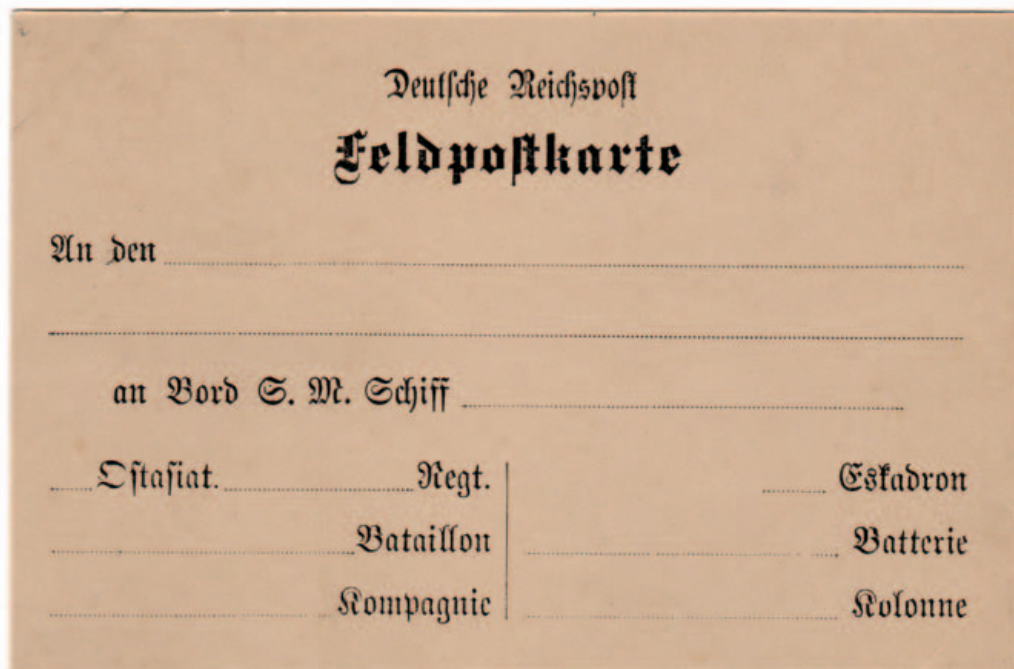 Deutsche Reichspost
Feldpostkarte
An den
an Bord S. M. Schiff
Ostasiat. Regt.
Bataillon
Kompagnie
Eskadron
Batterie
Kolonne